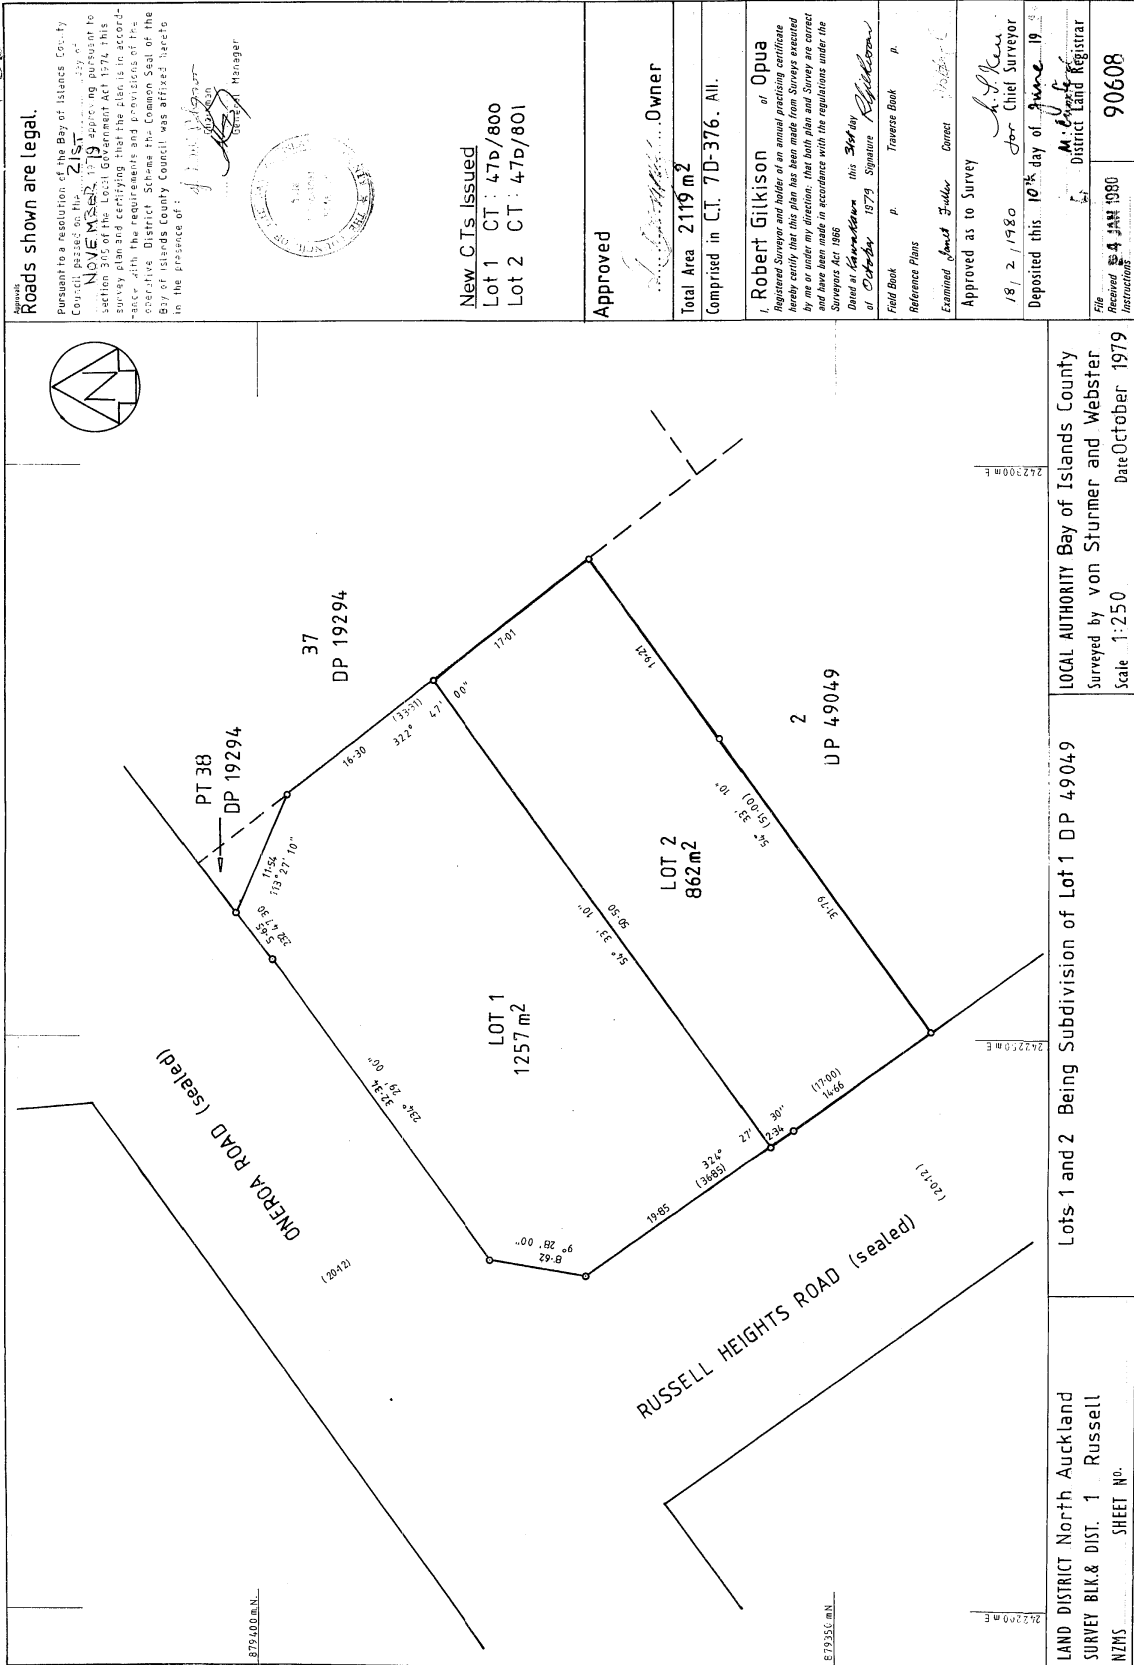 Approvals
Roads shown are legal.
Pursuant to a resolution of the Bay of Islands County
Council passed on the 21ST day of
NOVEMBER 1979 approving pursuant to
section 305 of the Local Government Act 1974 this
survey plan and certifying that the plan is in accord-
-ance with the requirements and provisions of the
operative District Scheme the Common Seal of the
Bay of Islands County Council was affixed hereto
in the presence of:
Chairman
General Manager
New CTs Issued
Lot 1 CT : 47D/800
Lot 2 CT : 47D/801
Approved
Owner
Total Area 2119 m2
Comprised in C.T. 7D-376. All.
I, Robert Gilkison of Opua
Registered Surveyor and holder of an annual practising certificate
hereby certify that this plan has been made from Surveys executed
by me or under my direction; that both plan and Survey are correct
and have been made in accordance with the regulations under the
Surveyors Act 1966
Dated at Kawakawa this 31st day
of October 1979 Signature
Field Book p. Traverse Book p.
Reference Plans
Examined Janet Fuller Correct
Approved as to Survey
18/2/1980 for Chief Surveyor
Deposited this 10th day of June 19
District Land Registrar
File
Received 4 JAN 1980
Instructions
90608
N
37
DP 19294
PT 38
DP 19294
16·30
(33·31)
322° 47' 00"
17·01
11·54
113° 27' 10"
5·65
232 47 30
ONEROA ROAD (sealed)
(20·12)
32·34
234° 29' 00"
LOT 1
1257 m2
54° 33' 10"
50·50
LOT 2
862m2
19·21
54° 33' 10"
(51·00)
31·79
2
DP 49049
8·62
9° 28' 00"
19·85
324° 27' 30"
(36·85)
2·34
(17·00)
14·66
RUSSELL HEIGHTS ROAD (sealed)
(20·12)
879400 m.N.
879350 m.N
242200 m E
242250 m E
242300 m E
LAND DISTRICT North Auckland
SURVEY BLK. & DIST. 1 Russell
NZMS SHEET No.
Lots 1 and 2 Being Subdivision of Lot 1 DP 49049
LOCAL AUTHORITY Bay of Islands County
Surveyed by von Sturmer and Webster
Scale 1:250 Date October 1979